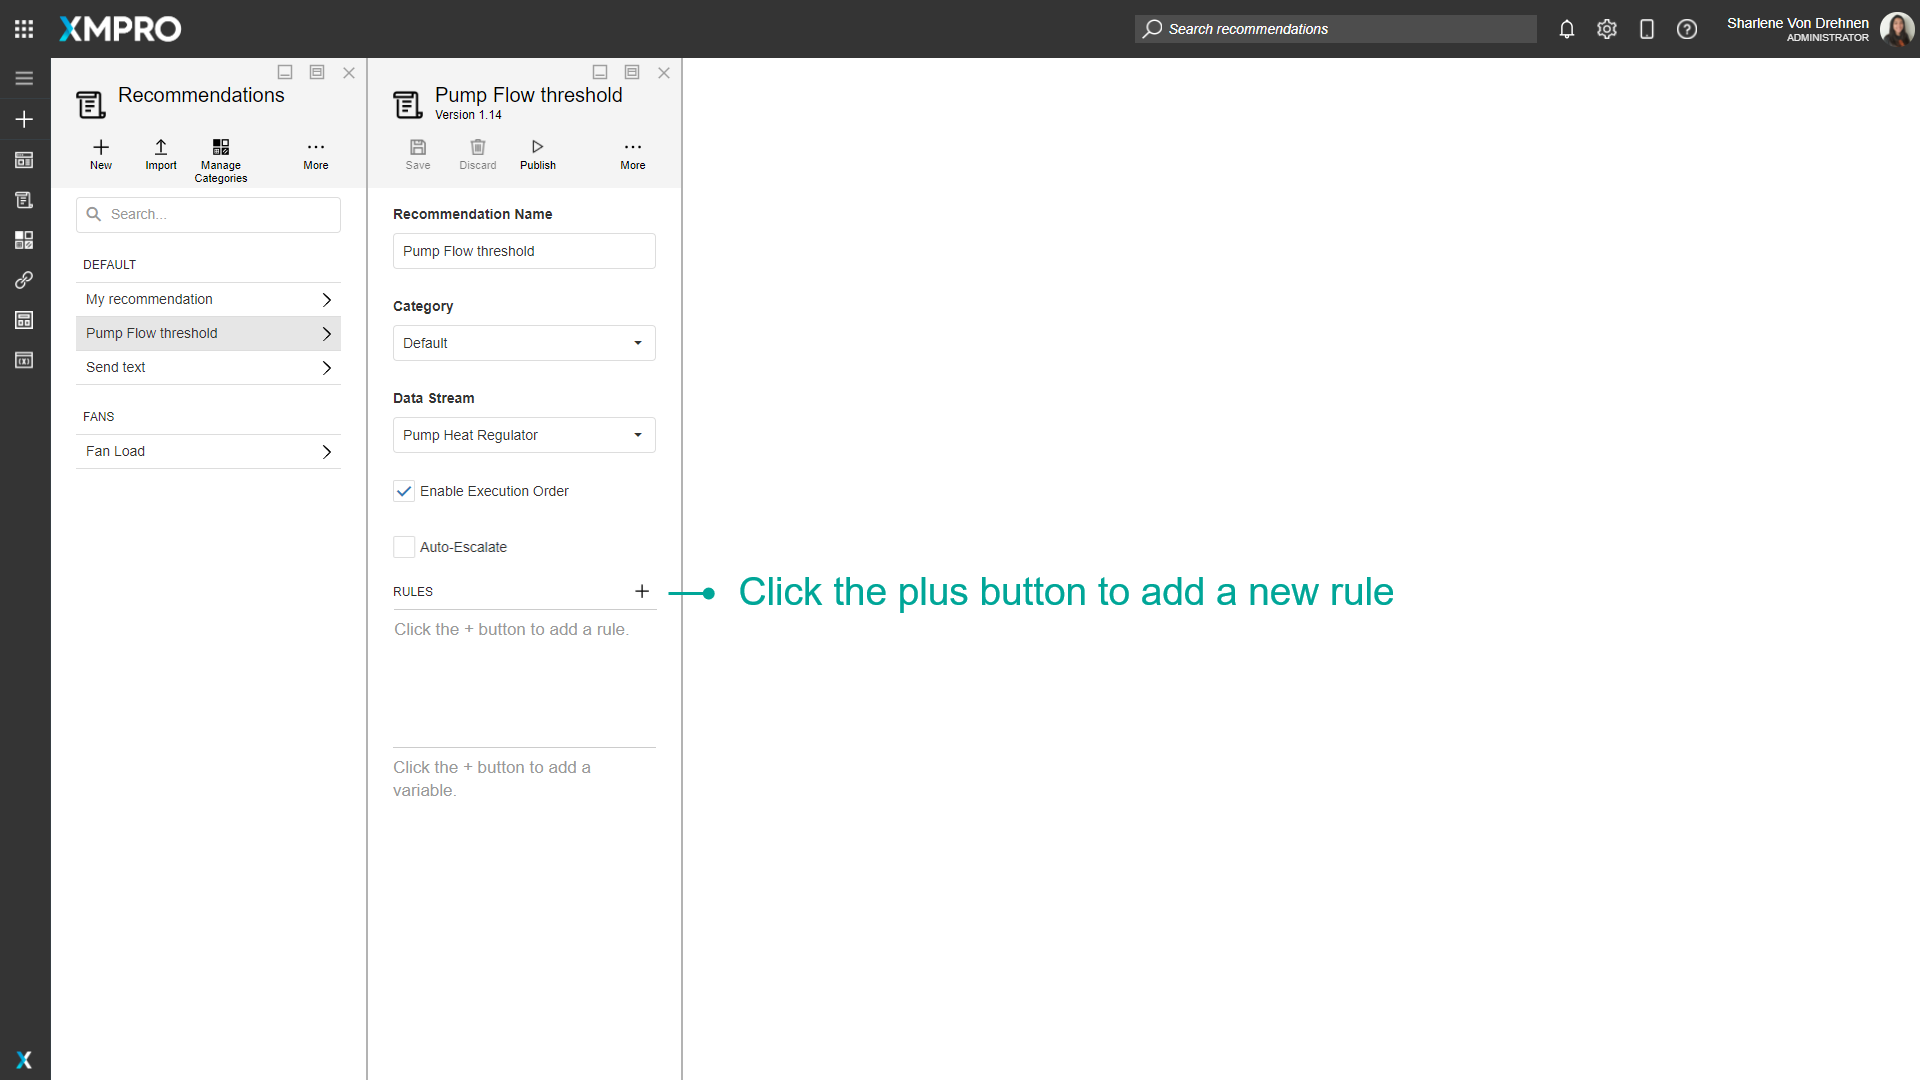 XMPRO
Search recommendations
Sharlene Von Drehnen
ADMINISTRATOR
Recommendations
New
Import
Manage
Categories
More
Search...
DEFAULT
My recommendation
Pump Flow threshold
Send text
FANS
Fan Load
Pump Flow threshold
Version 1.14
Save
Discard
Publish
More
Recommendation Name
Pump Flow threshold
Category
Default
Data Stream
Pump Heat Regulator
Enable Execution Order
Auto-Escalate
RULES
Click the + button to add a rule.
Click the + button to add a
variable.
Click the plus button to add a new rule